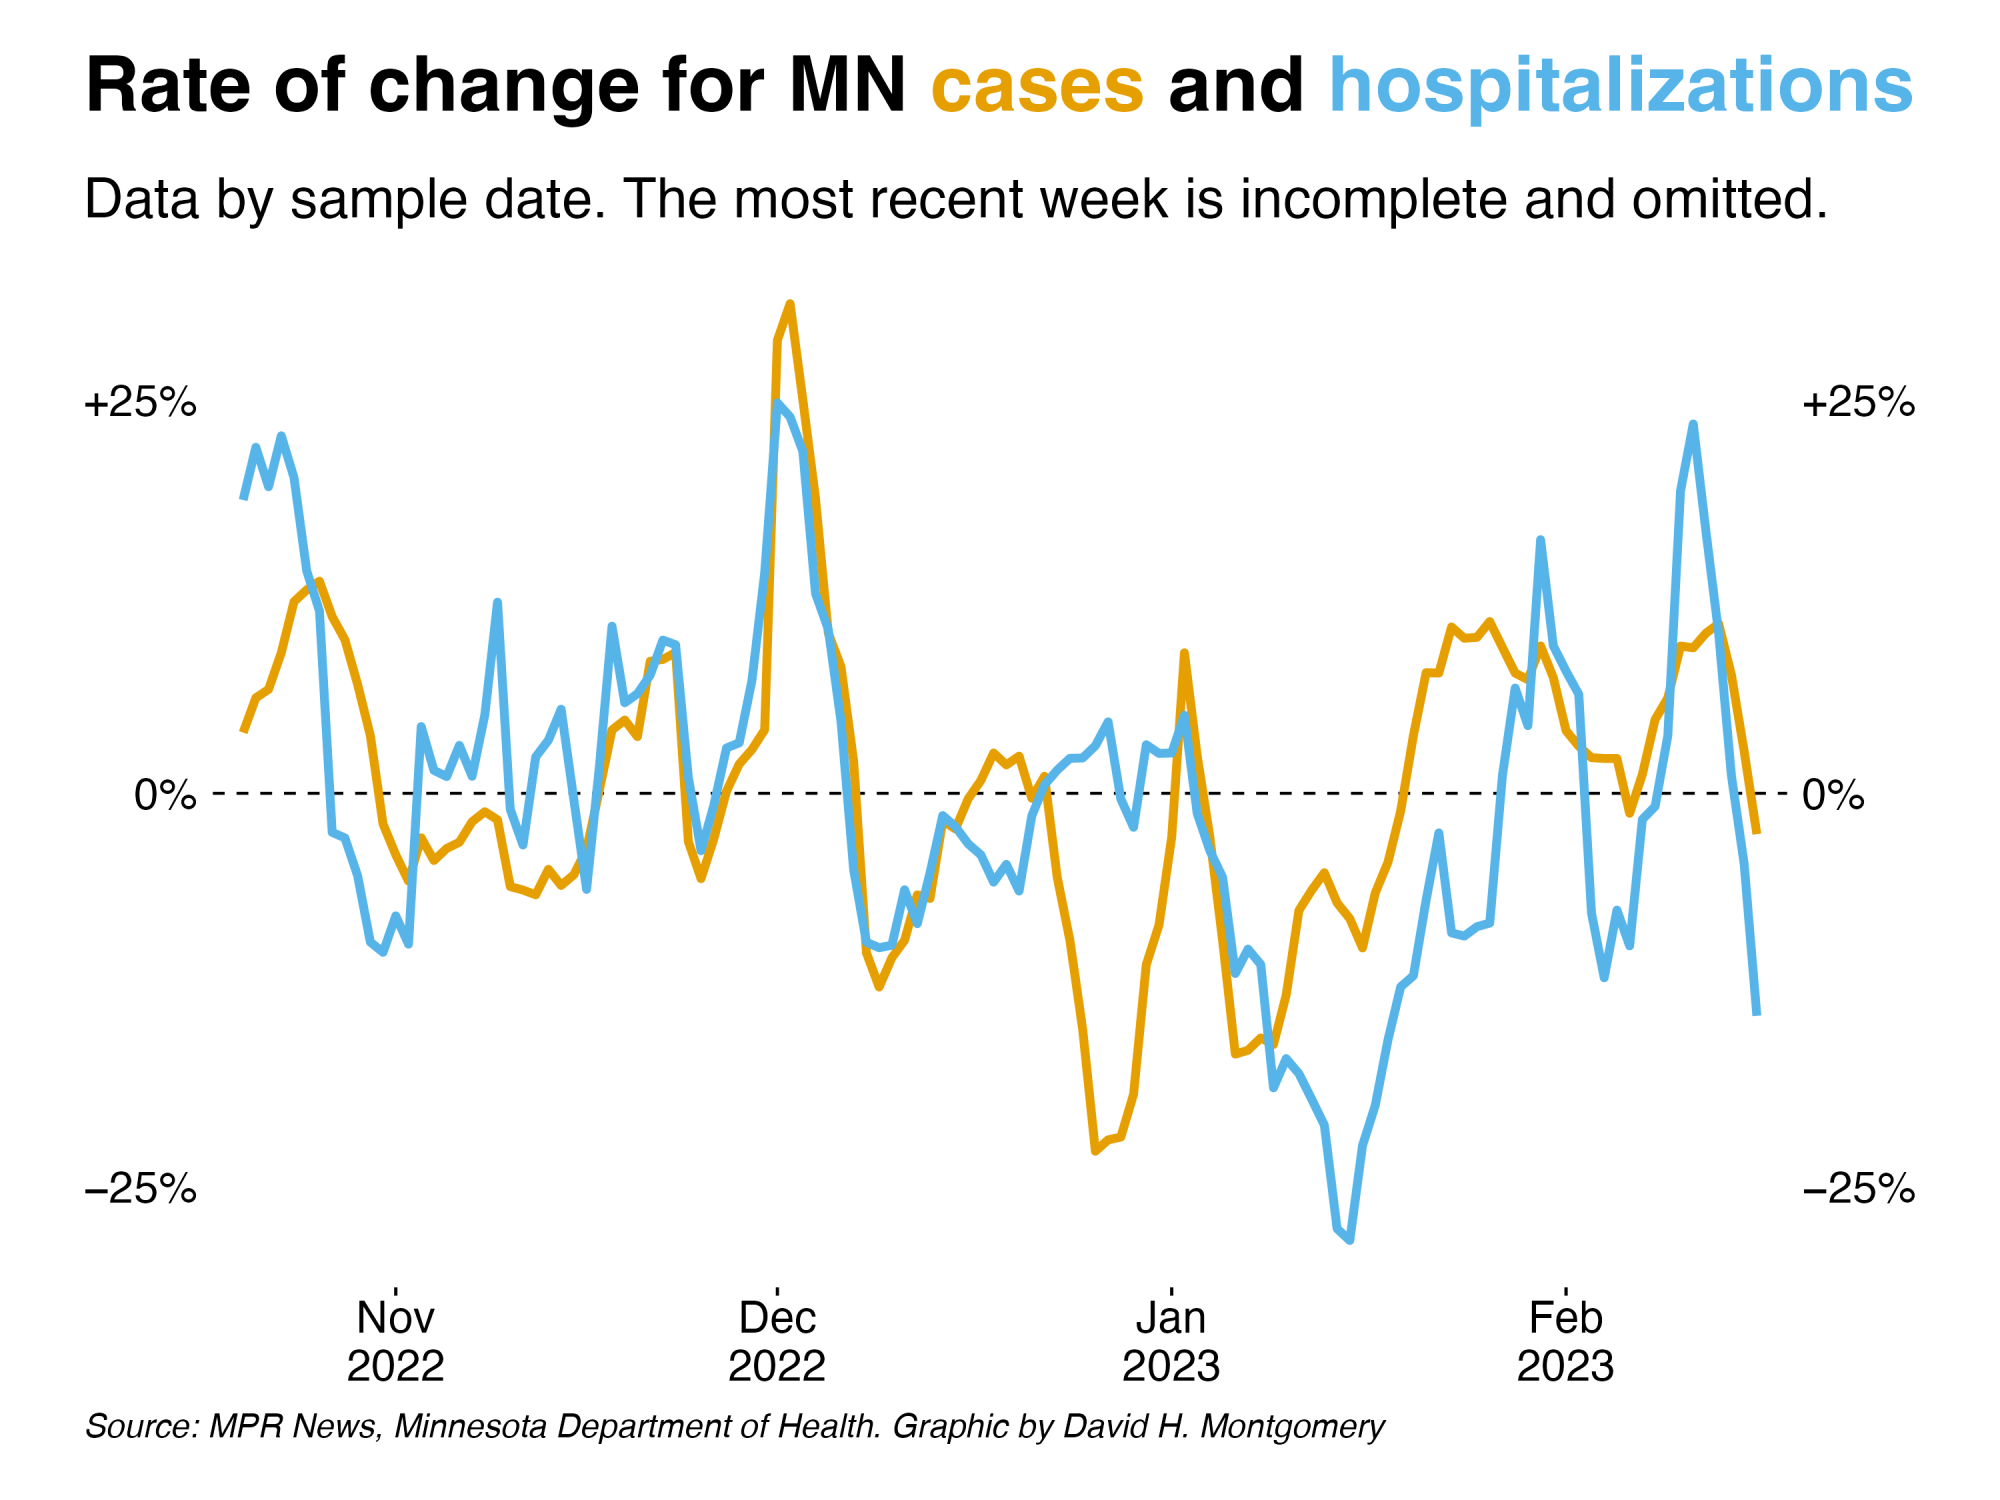 Rate of change for MN cases and hospitalizations
Data by sample date. The most recent week is incomplete and omitted.
+25% +25%
0% 0%
−25% −25%
Nov Dec Jan Feb
2022 2022 2023 2023
Source: MPR News, Minnesota Department of Health. Graphic by David H. Montgomery